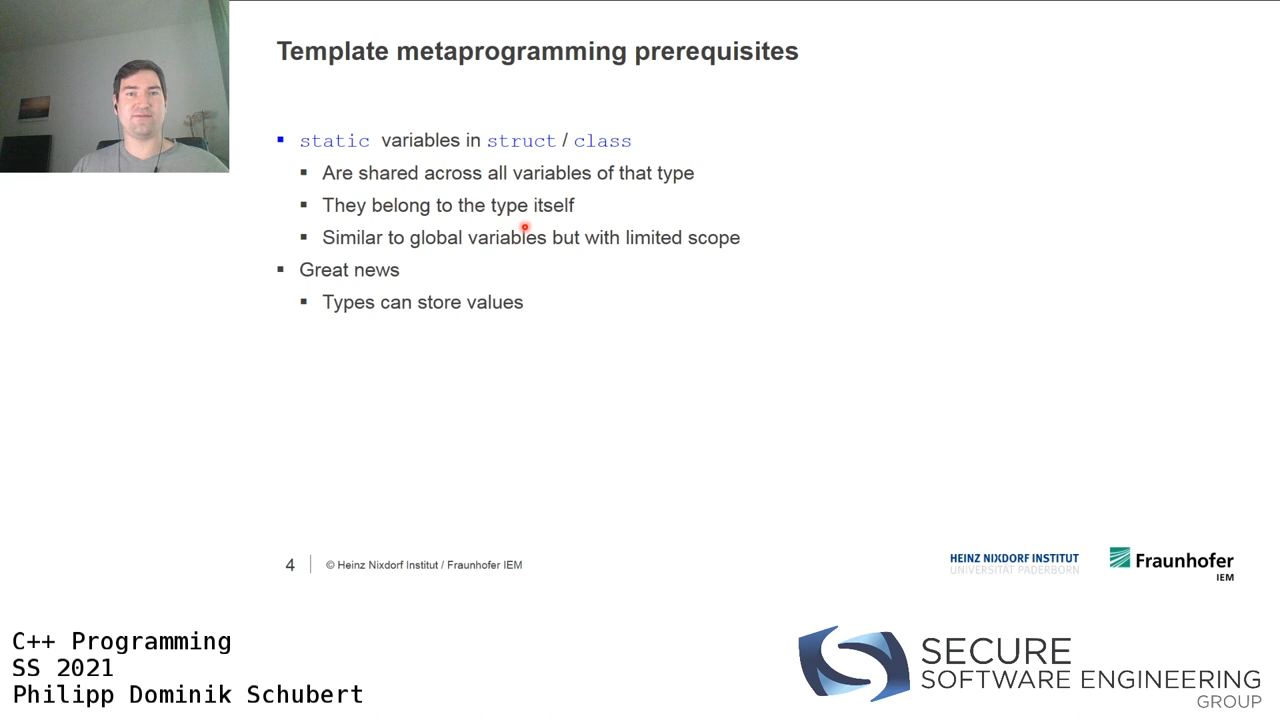 Template metaprogramming prerequisites
static variables in struct / class
Are shared across all variables of that type
They belong to the type itself
Similar to global variables but with limited scope
Great news
Types can store values
4
© Heinz Nixdorf Institut / Fraunhofer IEM
HEINZ NIXDORF INSTITUT
UNIVERSITÄT PADERBORN
Fraunhofer
IEM
C++ Programming
SS 2021
Philipp Dominik Schubert
SECURE
SOFTWARE ENGINEERING
GROUP